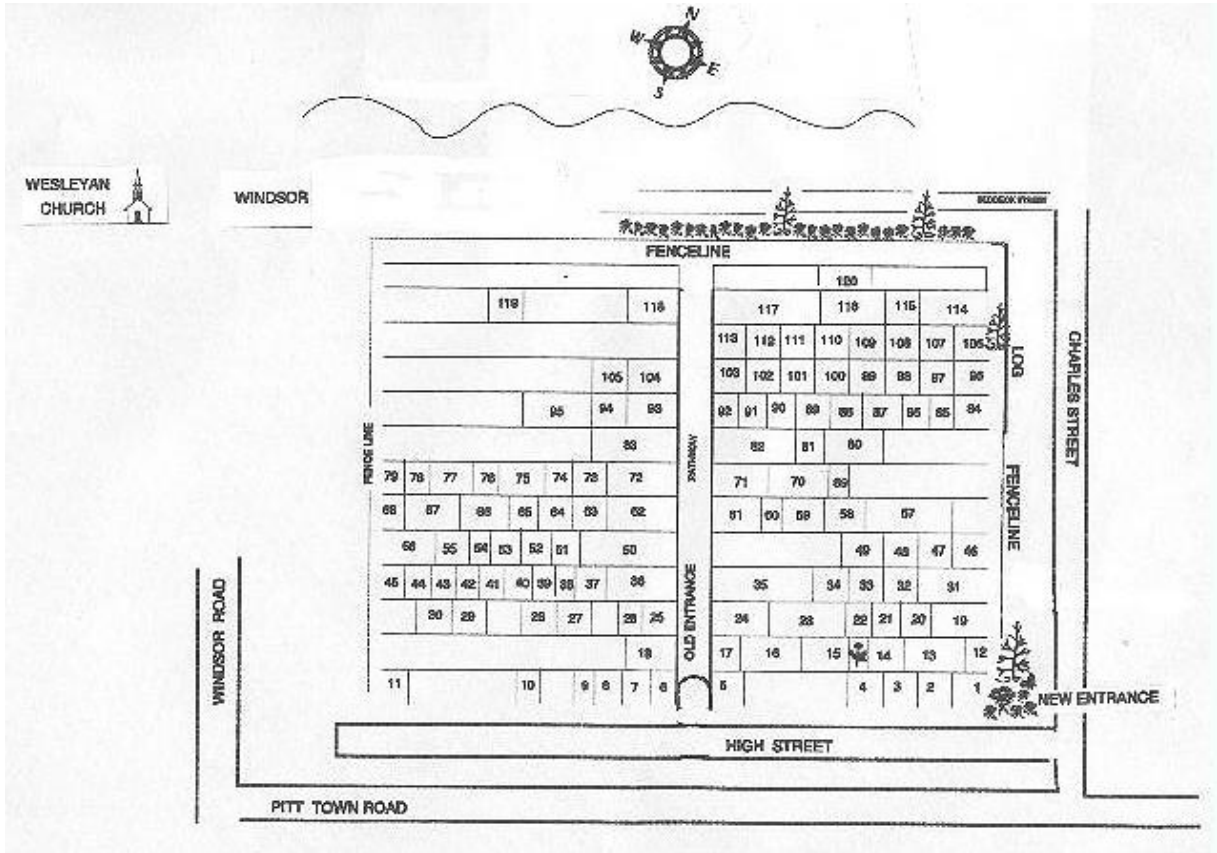 N
W
E
S
WESLEYAN
CHURCH
WINDSOR
FENCELINE
120
119 118 117 116 115 114
113 112 111 110 109 108 107 106
105 104 103 102 101 100 99 98 97 96
95 94 93 92 91 90 89 88 87 86 85 84
83 82 81 80
79 78 77 76 75 74 73 72 71 70 69
68 67 66 65 64 63 62 61 60 59 58 57
56 55 54 53 52 51 50 49 48 47 46
45 44 43 42 41 40 39 38 37 36 35 34 33 32 31
30 29 28 27 26 25 24 23 22 21 20 19
18 17 16 15 14 13 12
11 10 9 8 7 6 5 4 3 2 1
FENCE LINE
PATHWAY
OLD ENTRANCE
LOG
FENCELINE
CHARLES STREET
WINDSOR ROAD
NEW ENTRANCE
HIGH STREET
PITT TOWN ROAD